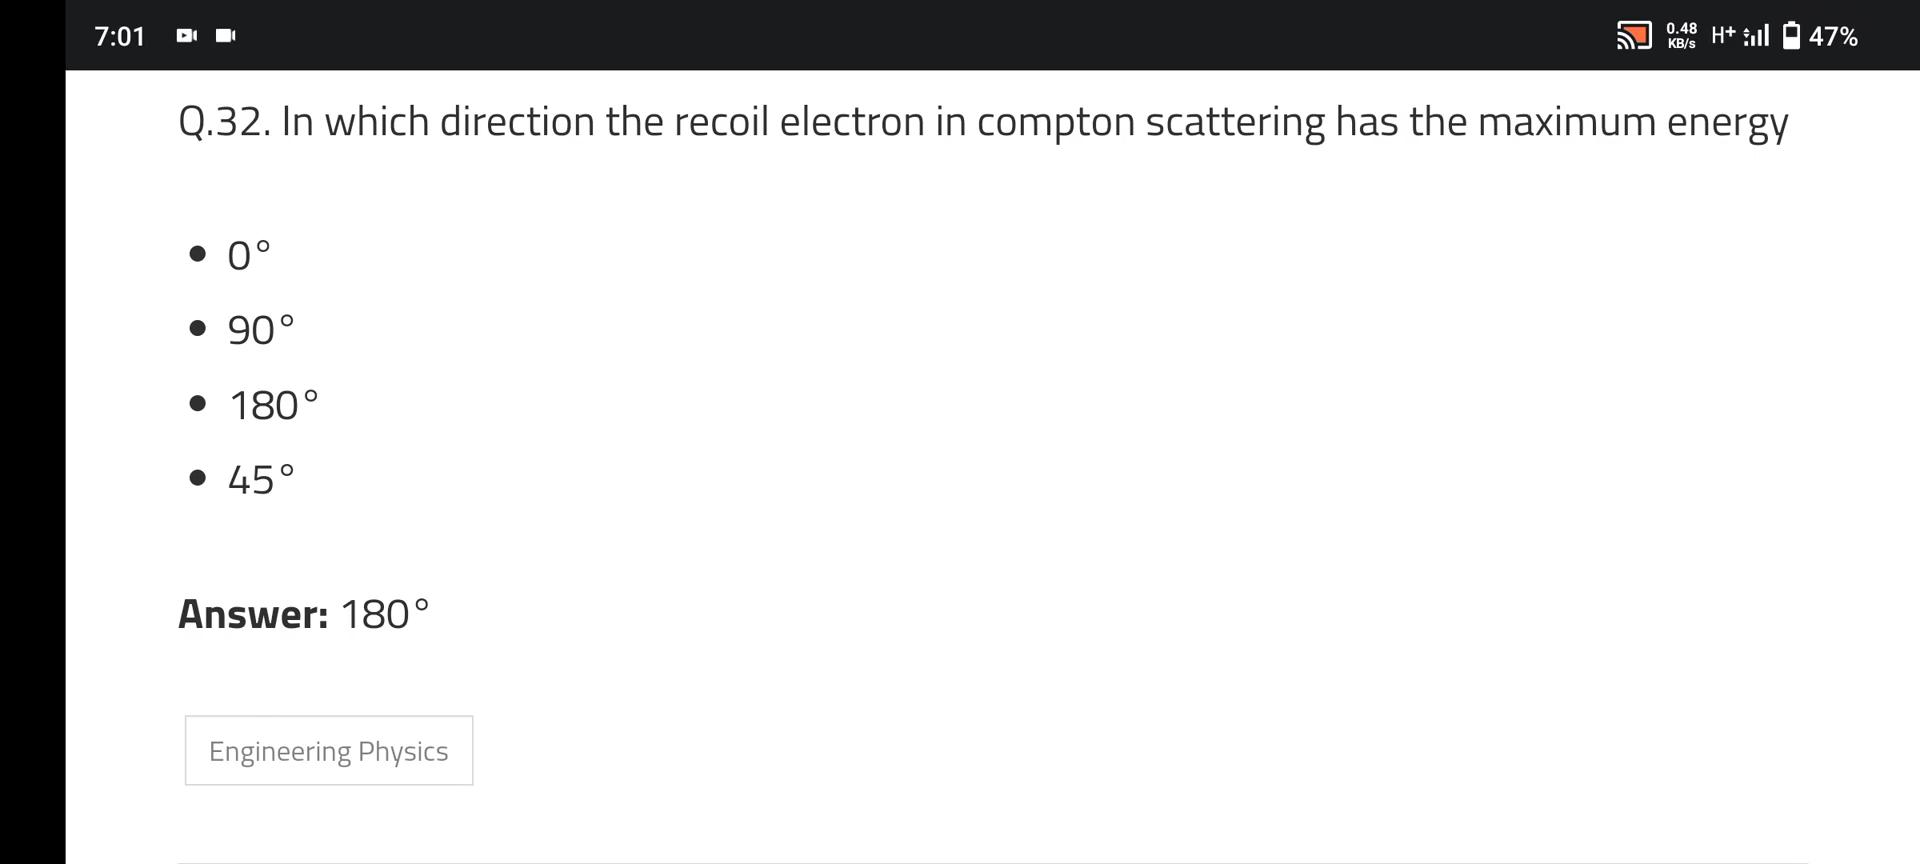 7:01
0.48 KB/s H+ 47%
Q.32. In which direction the recoil electron in compton scattering has the maximum energy
• 0°
• 90°
• 180°
• 45°
Answer: 180°
Engineering Physics